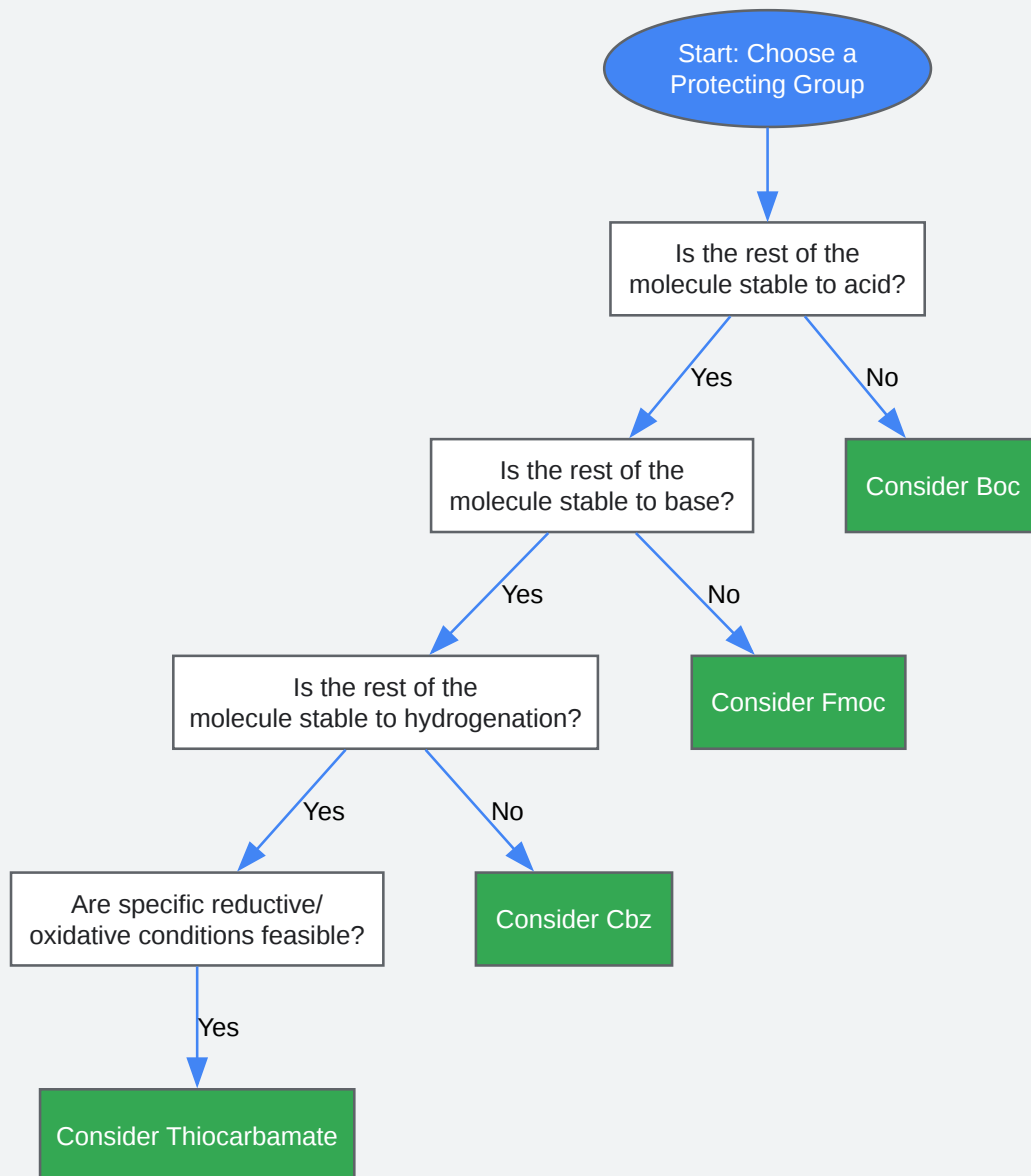 Start: Choose a
Protecting Group
Is the rest of the
molecule stable to acid?
Yes
No
Is the rest of the
molecule stable to base?
Consider Boc
Yes
No
Is the rest of the
molecule stable to hydrogenation?
Consider Fmoc
Yes
No
Are specific reductive/
oxidative conditions feasible?
Consider Cbz
Yes
Consider Thiocarbamate